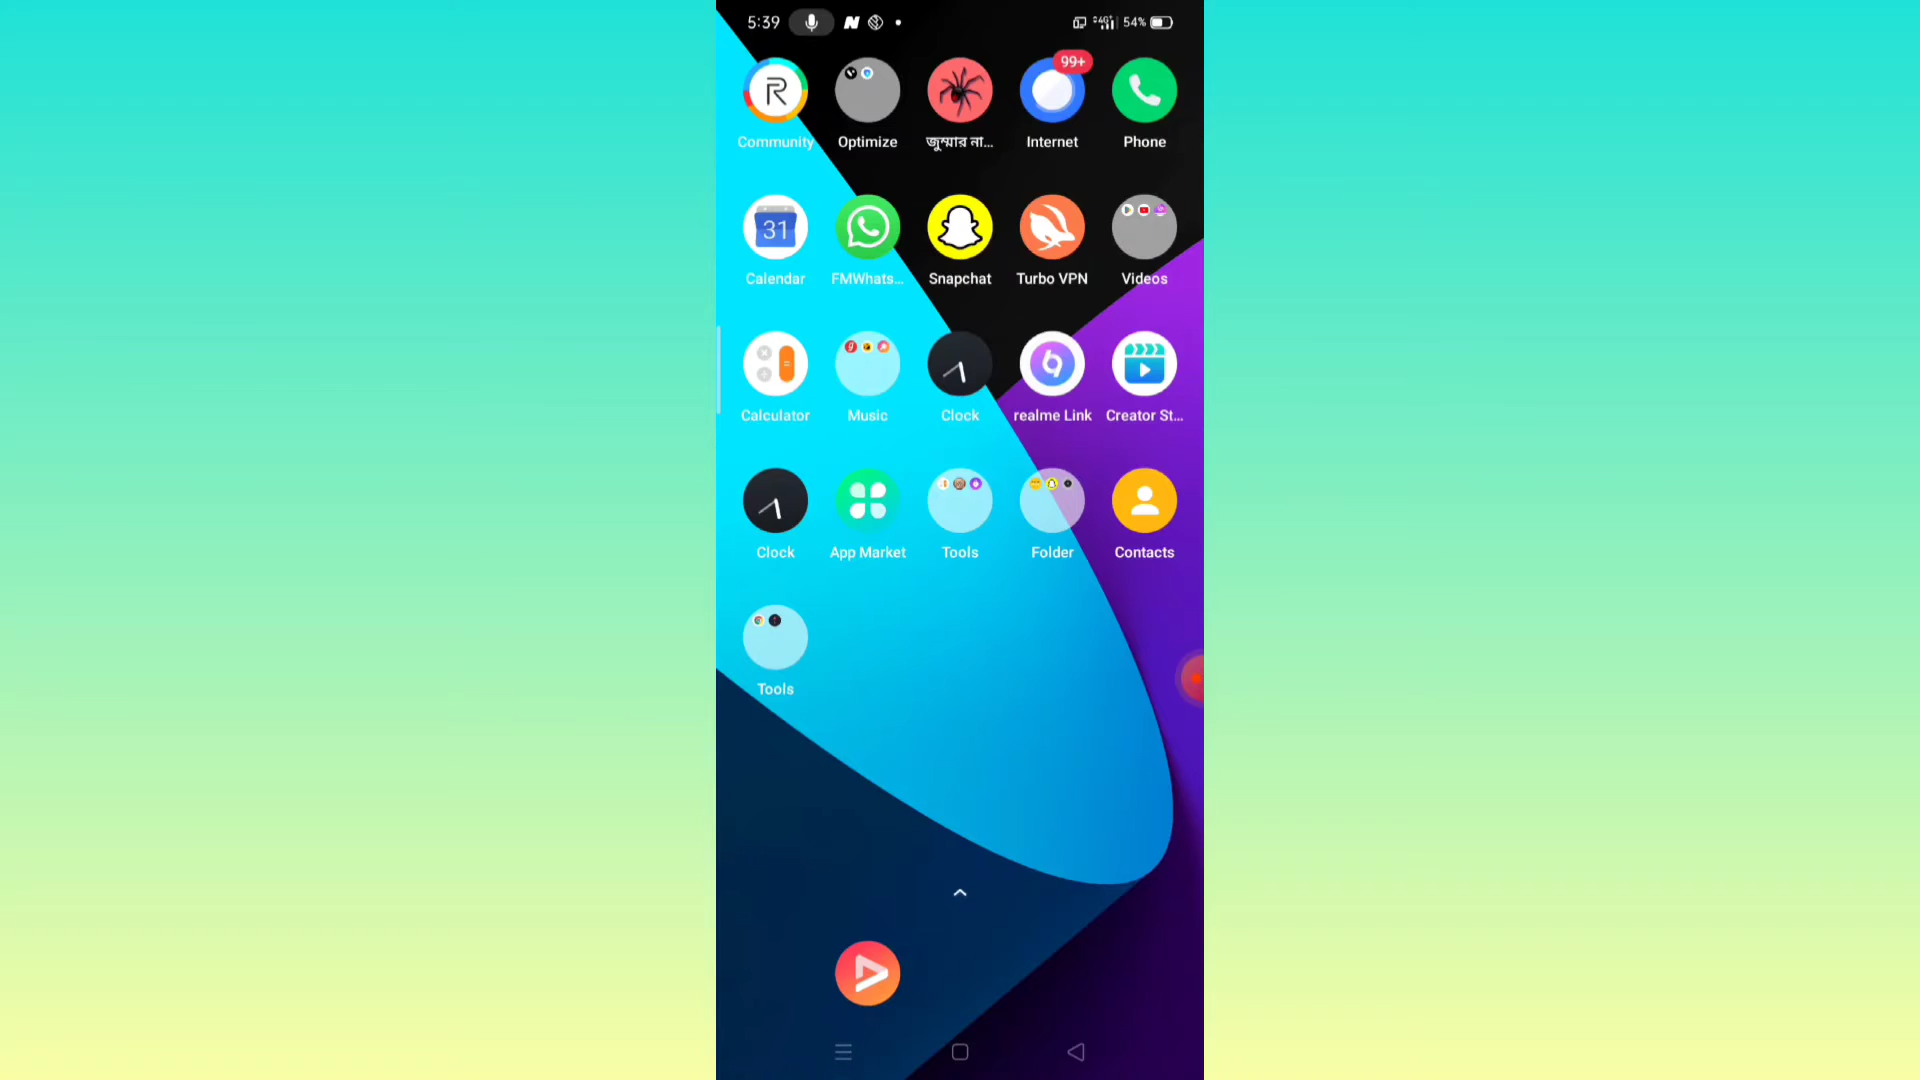 5:39 4G+ 54%
99+
Community Optimize জুম্মার না... Internet Phone
31
Calendar FMWhats... Snapchat Turbo VPN Videos
Calculator Music Clock realme Link Creator St...
Clock App Market Tools Folder Contacts
Tools